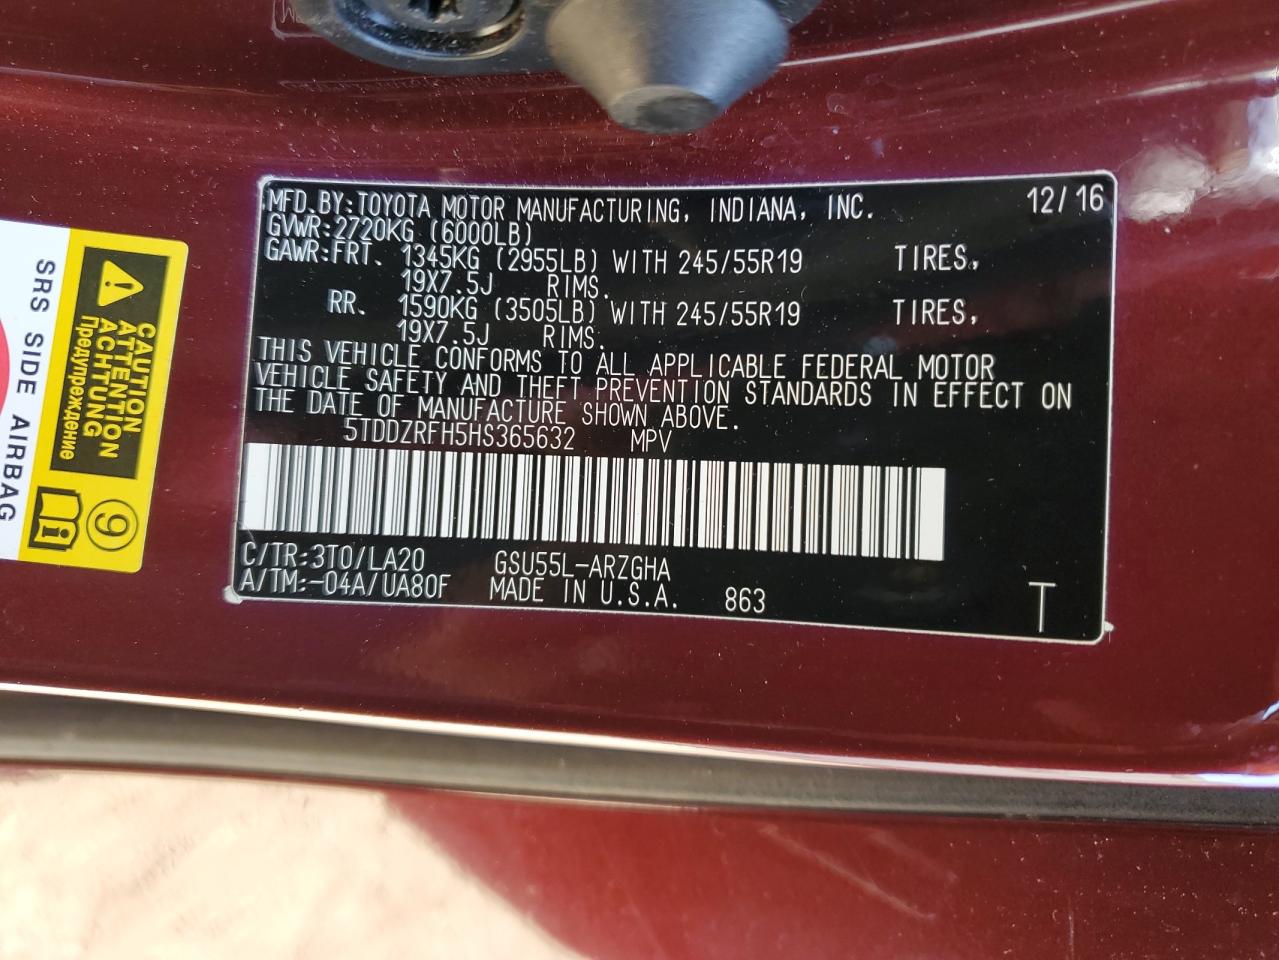 MFD.BY:TOYOTA MOTOR MANUFACTURING, INDIANA, INC. 12/16
GVWR:2720KG (6000LB)
GAWR:FRT. 1345KG (2955LB) WITH 245/55R19 TIRES,
19X7.5J RIMS.
RR. 1590KG (3505LB) WITH 245/55R19 TIRES,
19X7.5J RIMS.
THIS VEHICLE CONFORMS TO ALL APPLICABLE FEDERAL MOTOR
VEHICLE SAFETY AND THEFT PREVENTION STANDARDS IN EFFECT ON
THE DATE OF MANUFACTURE SHOWN ABOVE.
5TDDZRFH5HS365632 MPV
C/TR:3T0/LA20 GSU55L-ARZGHA
A/TM:-04A/UA80F MADE IN U.S.A. 863 T
CAUTION
ATTENTION
ACHTUNG
Предупреждение
9
SRS SIDE AIRBAG